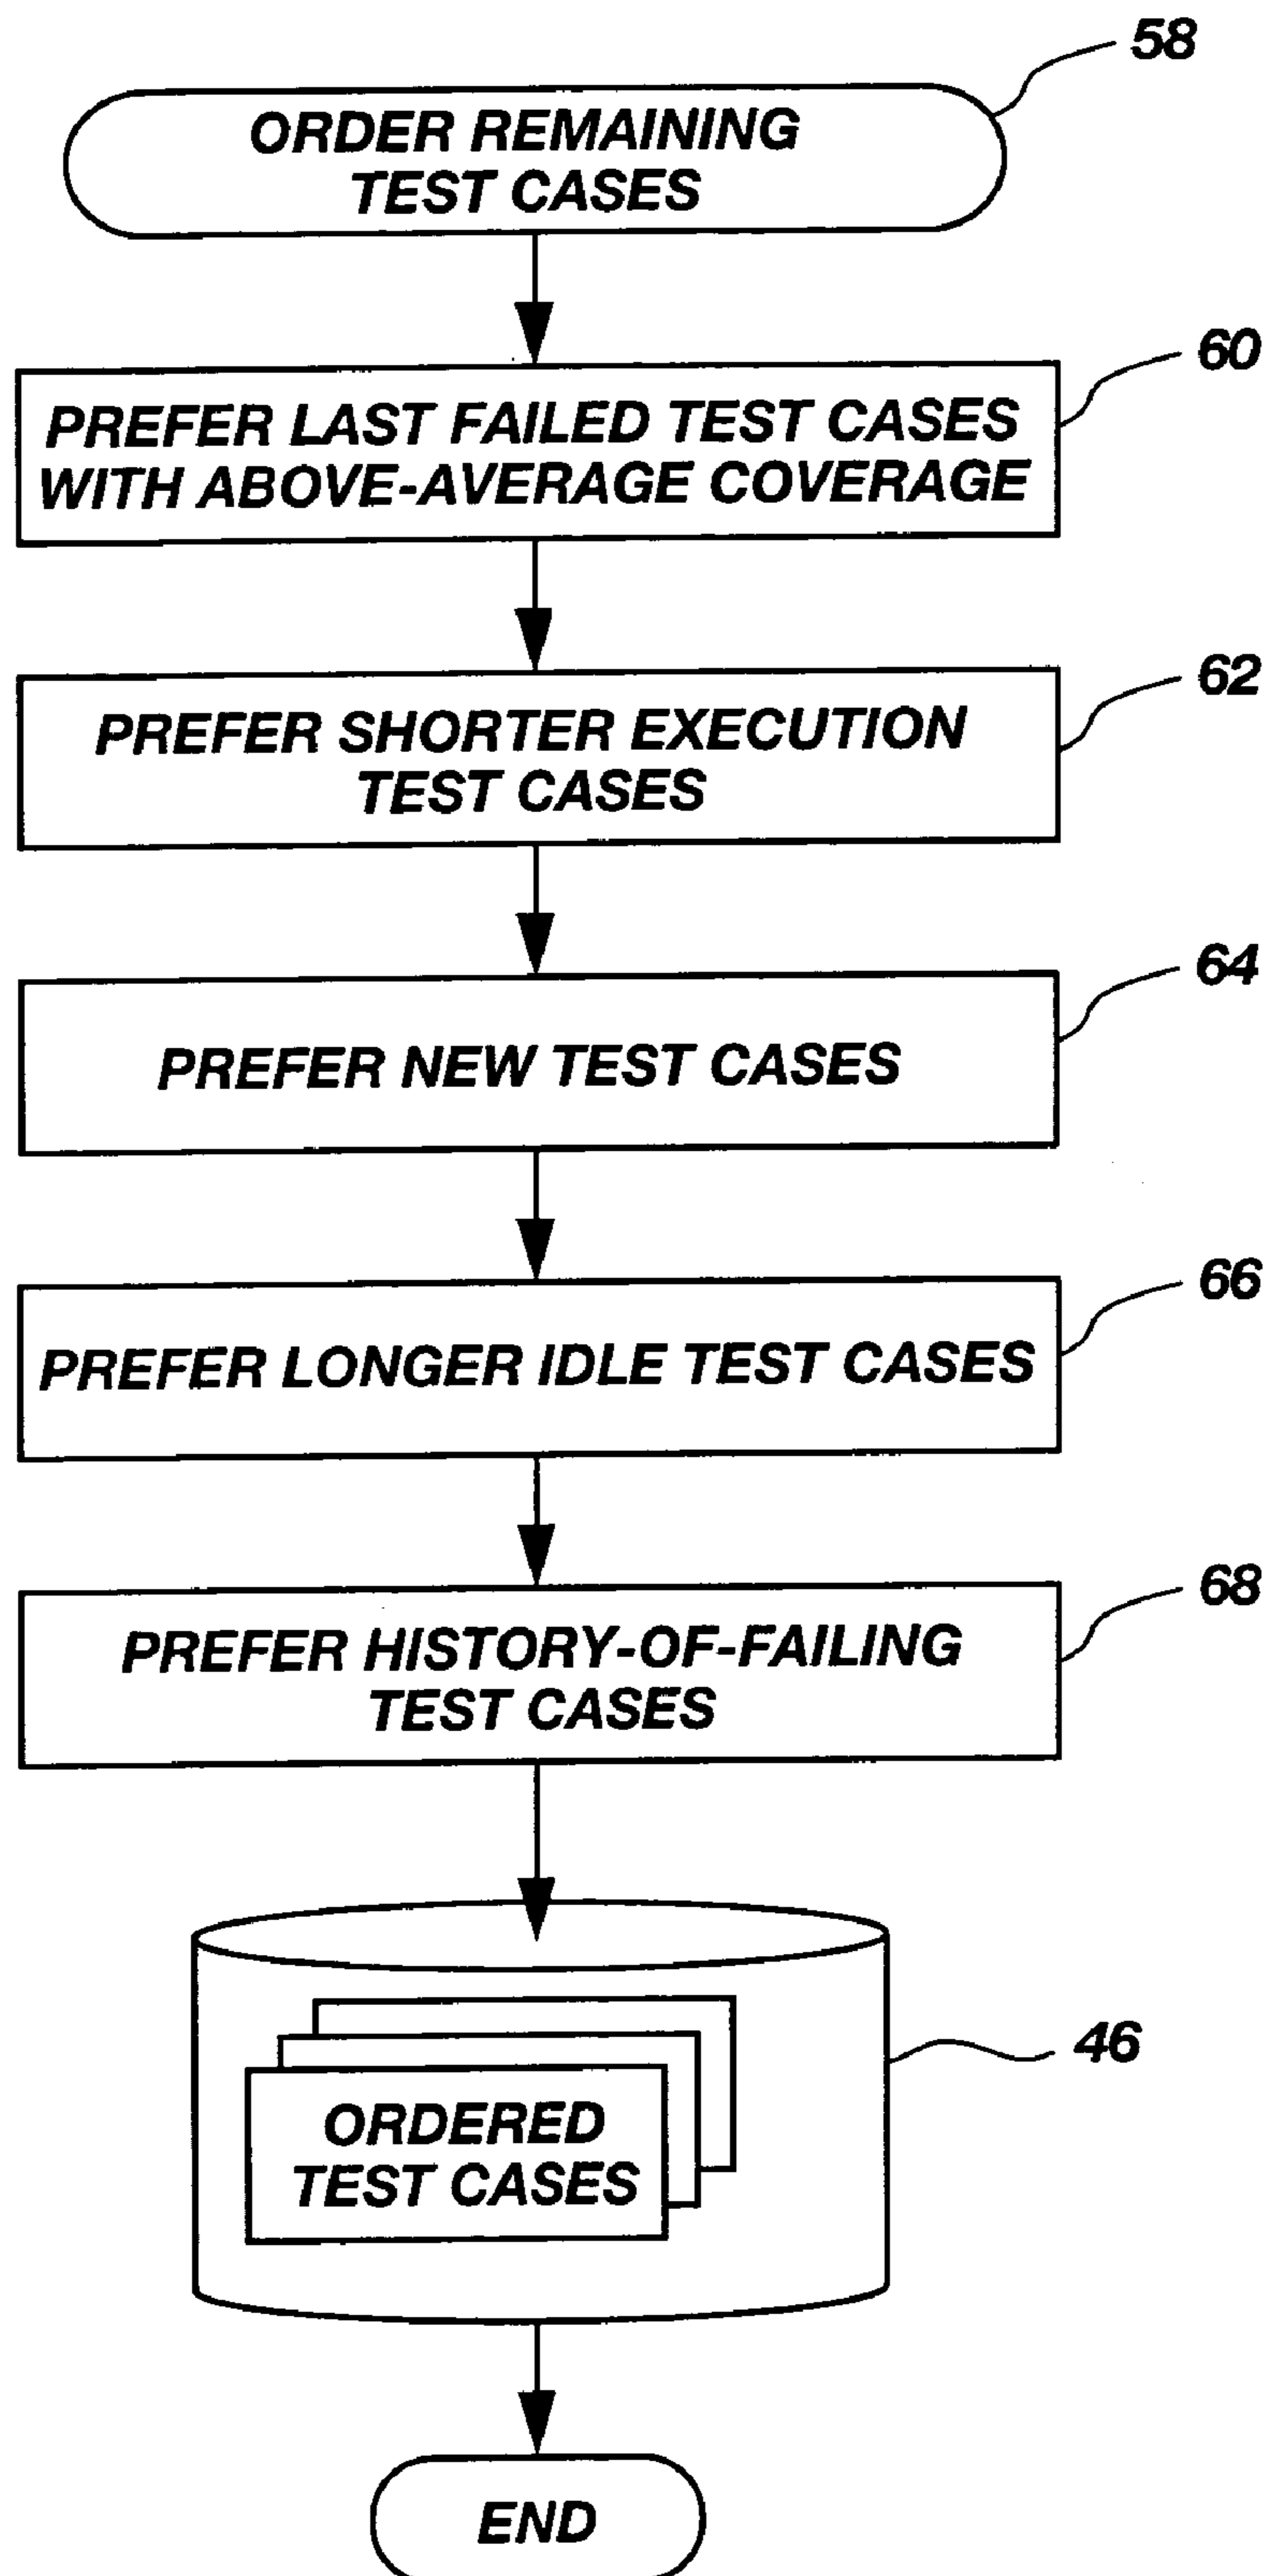 58
ORDER REMAINING
TEST CASES
60
PREFER LAST FAILED TEST CASES
WITH ABOVE-AVERAGE COVERAGE
62
PREFER SHORTER EXECUTION
TEST CASES
64
PREFER NEW TEST CASES
66
PREFER LONGER IDLE TEST CASES
68
PREFER HISTORY-OF-FAILING
TEST CASES
46
ORDERED
TEST CASES
END